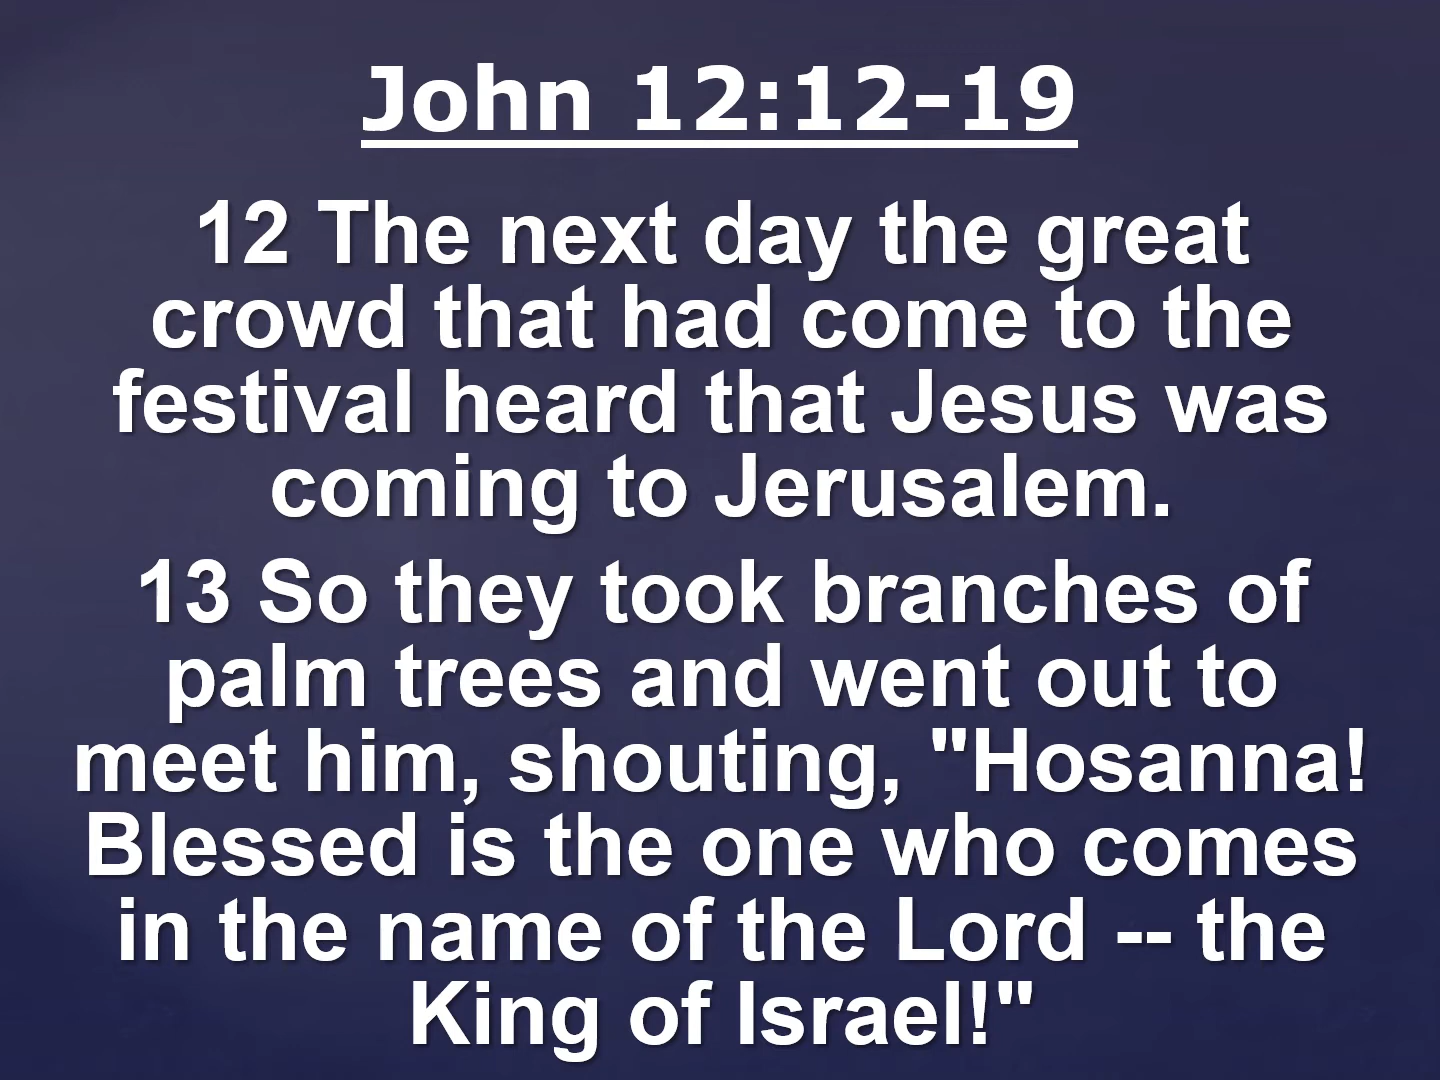 John 12:12-19
12 The next day the great
crowd that had come to the
festival heard that Jesus was
coming to Jerusalem.
13 So they took branches of
palm trees and went out to
meet him, shouting, "Hosanna!
Blessed is the one who comes
in the name of the Lord -- the
King of Israel!"